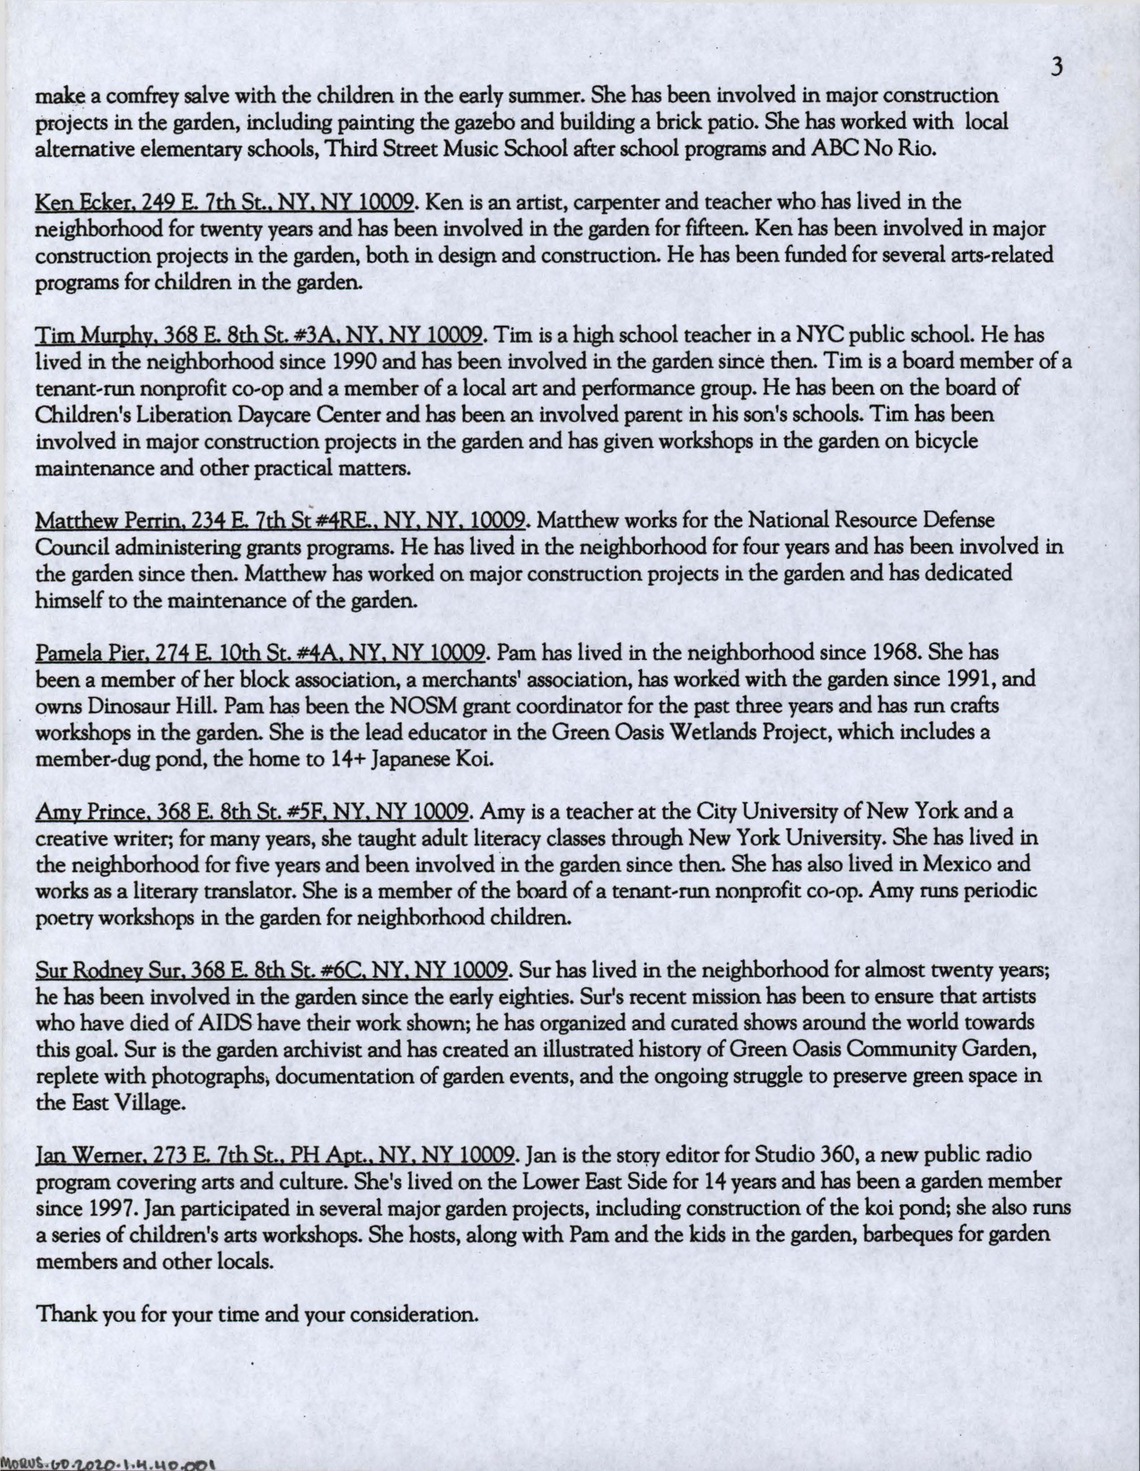 3
make a comfrey salve with the children in the early summer. She has been involved in major construction
projects in the garden, including painting the gazebo and building a brick patio. She has worked with local
alternative elementary schools, Third Street Music School after school programs and ABC No Rio.
Ken Ecker, 249 E. 7th St., NY, NY 10009. Ken is an artist, carpenter and teacher who has lived in the
neighborhood for twenty years and has been involved in the garden for fifteen. Ken has been involved in major
construction projects in the garden, both in design and construction. He has been funded for several arts-related
programs for children in the garden.
Tim Murphy, 368 E. 8th St. #3A, NY, NY 10009. Tim is a high school teacher in a NYC public school. He has
lived in the neighborhood since 1990 and has been involved in the garden since then. Tim is a board member of a
tenant-run nonprofit co-op and a member of a local art and performance group. He has been on the board of
Children's Liberation Daycare Center and has been an involved parent in his son's schools. Tim has been
involved in major construction projects in the garden and has given workshops in the garden on bicycle
maintenance and other practical matters.
Matthew Perrin, 234 E. 7th St #4RE., NY, NY, 10009. Matthew works for the National Resource Defense
Council administering grants programs. He has lived in the neighborhood for four years and has been involved in
the garden since then. Matthew has worked on major construction projects in the garden and has dedicated
himself to the maintenance of the garden.
Pamela Pier, 274 E. 10th St. #4A, NY, NY 10009. Pam has lived in the neighborhood since 1968. She has
been a member of her block association, a merchants' association, has worked with the garden since 1991, and
owns Dinosaur Hill. Pam has been the NOSM grant coordinator for the past three years and has run crafts
workshops in the garden. She is the lead educator in the Green Oasis Wetlands Project, which includes a
member-dug pond, the home to 14+ Japanese Koi.
Amy Prince, 368 E. 8th St. #5F, NY, NY 10009. Amy is a teacher at the City University of New York and a
creative writer; for many years, she taught adult literacy classes through New York University. She has lived in
the neighborhood for five years and been involved in the garden since then. She has also lived in Mexico and
works as a literary translator. She is a member of the board of a tenant-run nonprofit co-op. Amy runs periodic
poetry workshops in the garden for neighborhood children.
Sur Rodney Sur, 368 E. 8th St. #6C, NY, NY 10009. Sur has lived in the neighborhood for almost twenty years;
he has been involved in the garden since the early eighties. Sur's recent mission has been to ensure that artists
who have died of AIDS have their work shown; he has organized and curated shows around the world towards
this goal. Sur is the garden archivist and has created an illustrated history of Green Oasis Community Garden,
replete with photographs, documentation of garden events, and the ongoing struggle to preserve green space in
the East Village.
Jan Werner, 273 E. 7th St., PH Apt., NY, NY 10009. Jan is the story editor for Studio 360, a new public radio
program covering arts and culture. She's lived on the Lower East Side for 14 years and has been a garden member
since 1997. Jan participated in several major garden projects, including construction of the koi pond; she also runs
a series of children's arts workshops. She hosts, along with Pam and the kids in the garden, barbeques for garden
members and other locals.
Thank you for your time and your consideration.
MORUS.GD.2020.1.4.40.001